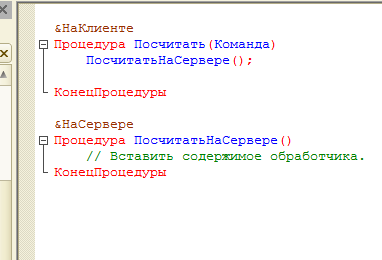 &НаКлиенте
Процедура Посчитать(Команда)
ПосчитатьНаСервере();
КонецПроцедуры
&НаСервере
Процедура ПосчитатьНаСервере()
// Вставить содержимое обработчика.
КонецПроцедуры